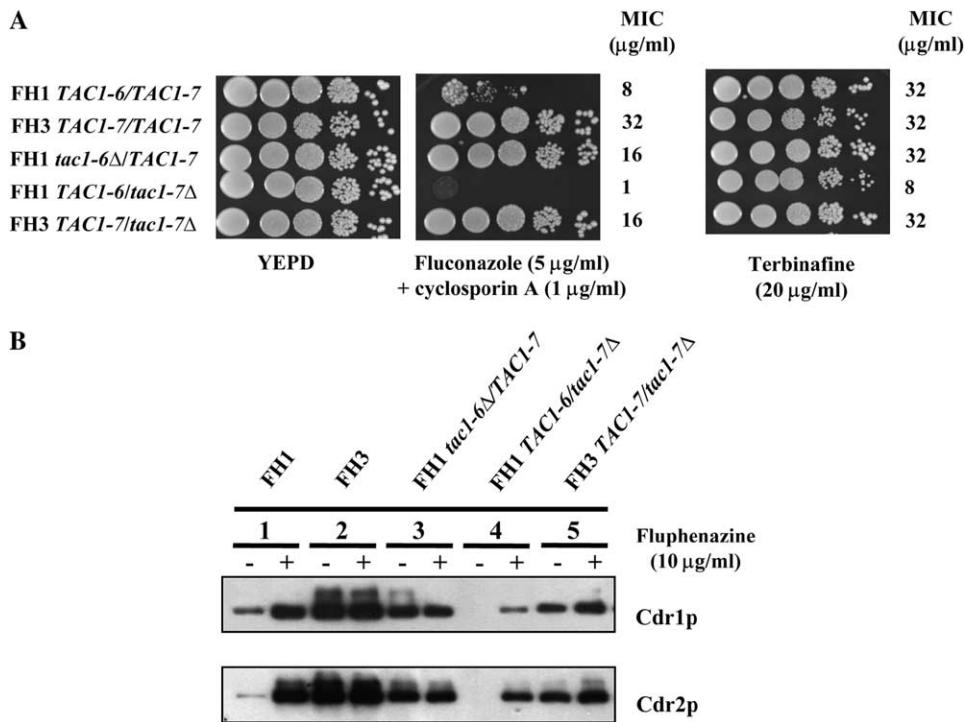 A
MIC
(µg/ml)
MIC
(µg/ml)
FH1 TAC1-6/TAC1-7
8
32
FH3 TAC1-7/TAC1-7
32
32
FH1 tac1-6Δ/TAC1-7
16
32
FH1 TAC1-6/tac1-7Δ
1
8
FH3 TAC1-7/tac1-7Δ
16
32
YEPD
Fluconazole (5 µg/ml)
+ cyclosporin A (1 µg/ml)
Terbinafine
(20 µg/ml)
B
FH1
FH3
FH1 tac1-6Δ/TAC1-7
FH1 TAC1-6/tac1-7Δ
FH3 TAC1-7/tac1-7Δ
1 2 3 4 5
Fluphenazine
(10 µg/ml)
- + - + - + - + - +
Cdr1p
Cdr2p